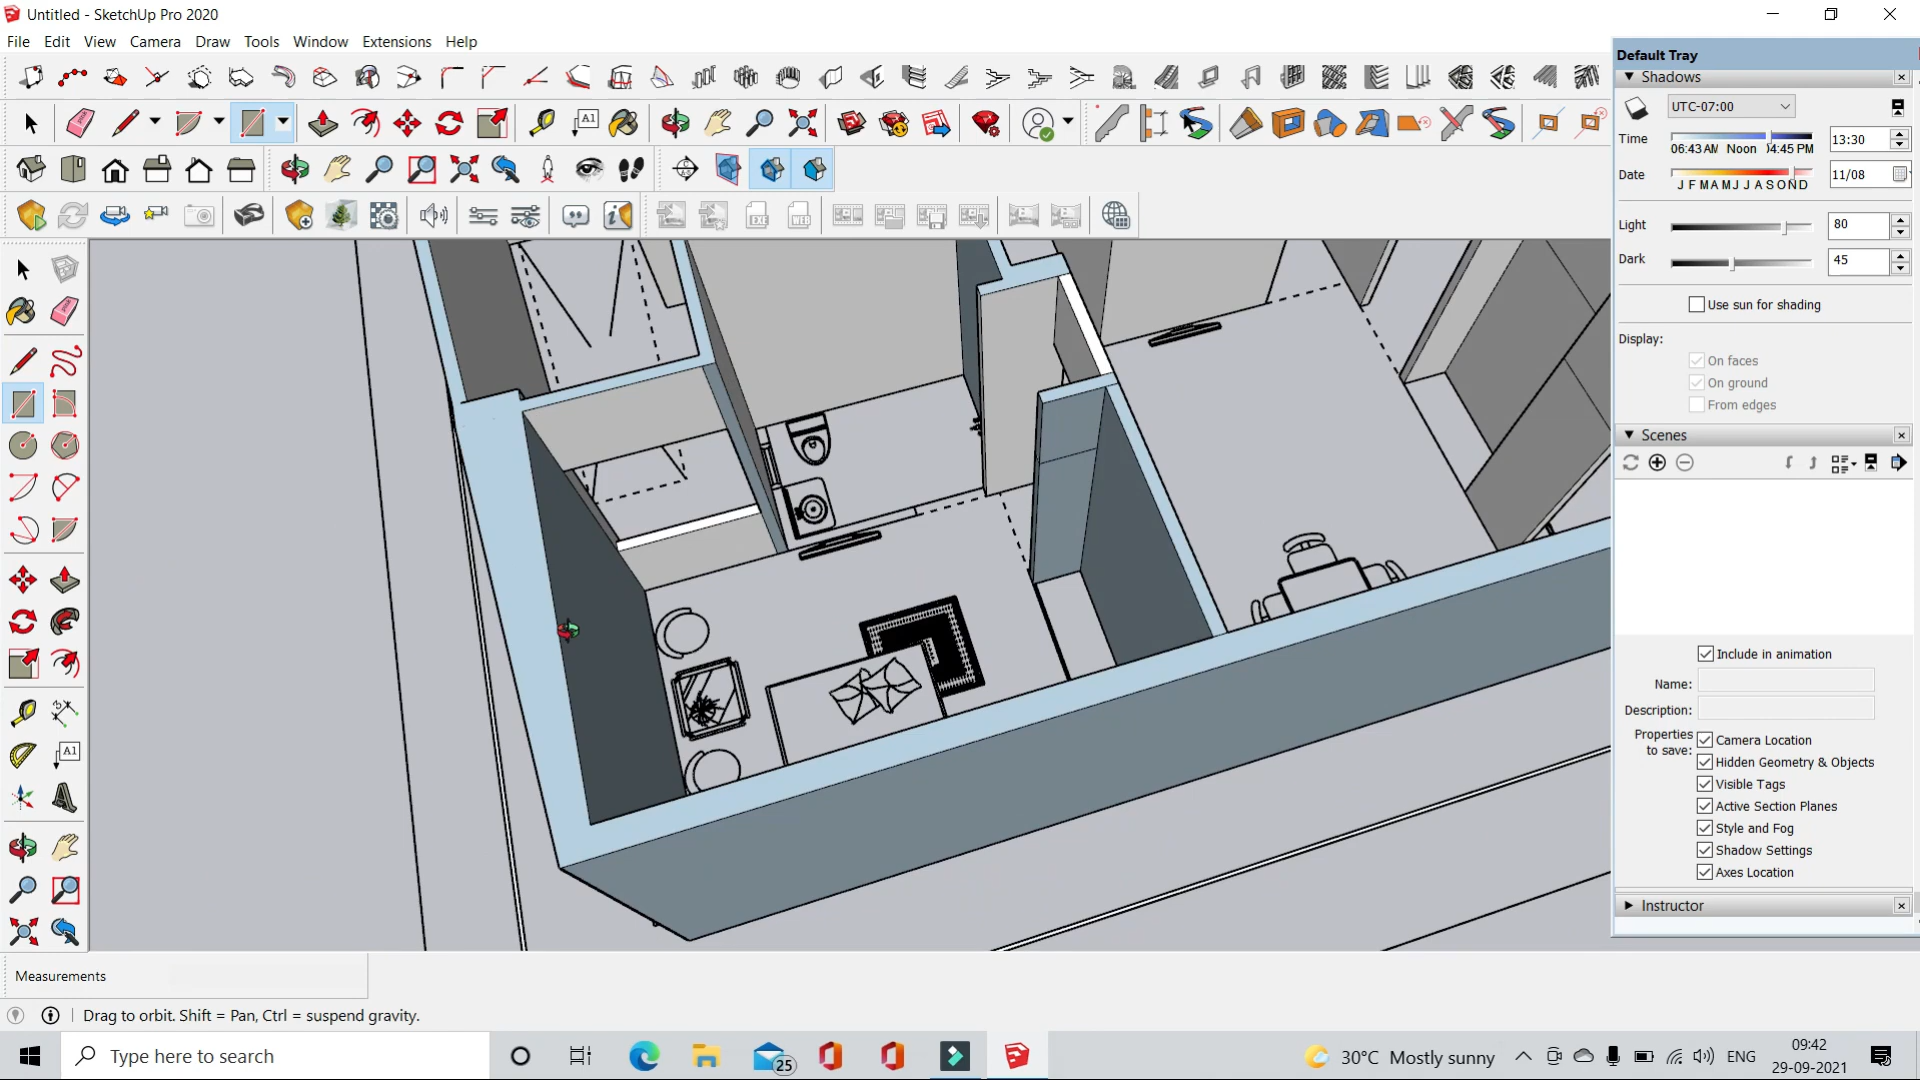 Untitled - SketchUp Pro 2020
File Edit View Camera Draw Tools Window Extensions Help
Default Tray
Shadows
UTC-07:00
Time 13:30
06:43 AM Noon 04:45 PM
Date 11/08
J F M A M J J A S O N D
Light 80
Dark 45
Use sun for shading
Display:
On faces
On ground
From edges
Scenes
Include in animation
Name:
Description:
Properties to save:
Camera Location
Hidden Geometry & Objects
Visible Tags
Active Section Planes
Style and Fog
Shadow Settings
Axes Location
Instructor
Measurements
Drag to orbit. Shift = Pan, Ctrl = suspend gravity.
Type here to search
25
30°C Mostly sunny
ENG
09:42
29-09-2021